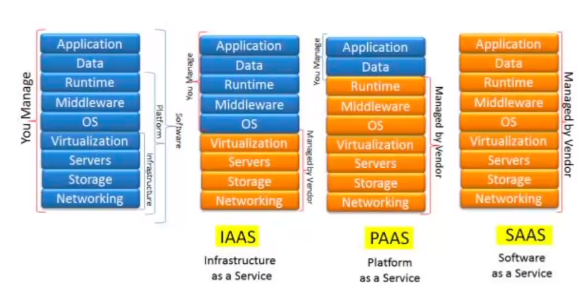 You Manage
Application
Data
Runtime
Middleware
OS
Virtualization
Servers
Storage
Networking
Infrastructure
Platform
Software
You Manage
Application
Data
Runtime
Middleware
OS
Virtualization
Servers
Storage
Networking
Managed by Vendor
IAAS
Infrastructure
as a Service
You Manage
Application
Data
Runtime
Middleware
OS
Virtualization
Servers
Storage
Networking
Managed by Vendor
PAAS
Platform
as a Service
Application
Data
Runtime
Middleware
OS
Virtualization
Servers
Storage
Networking
Managed by Vendor
SAAS
Software
as a Service